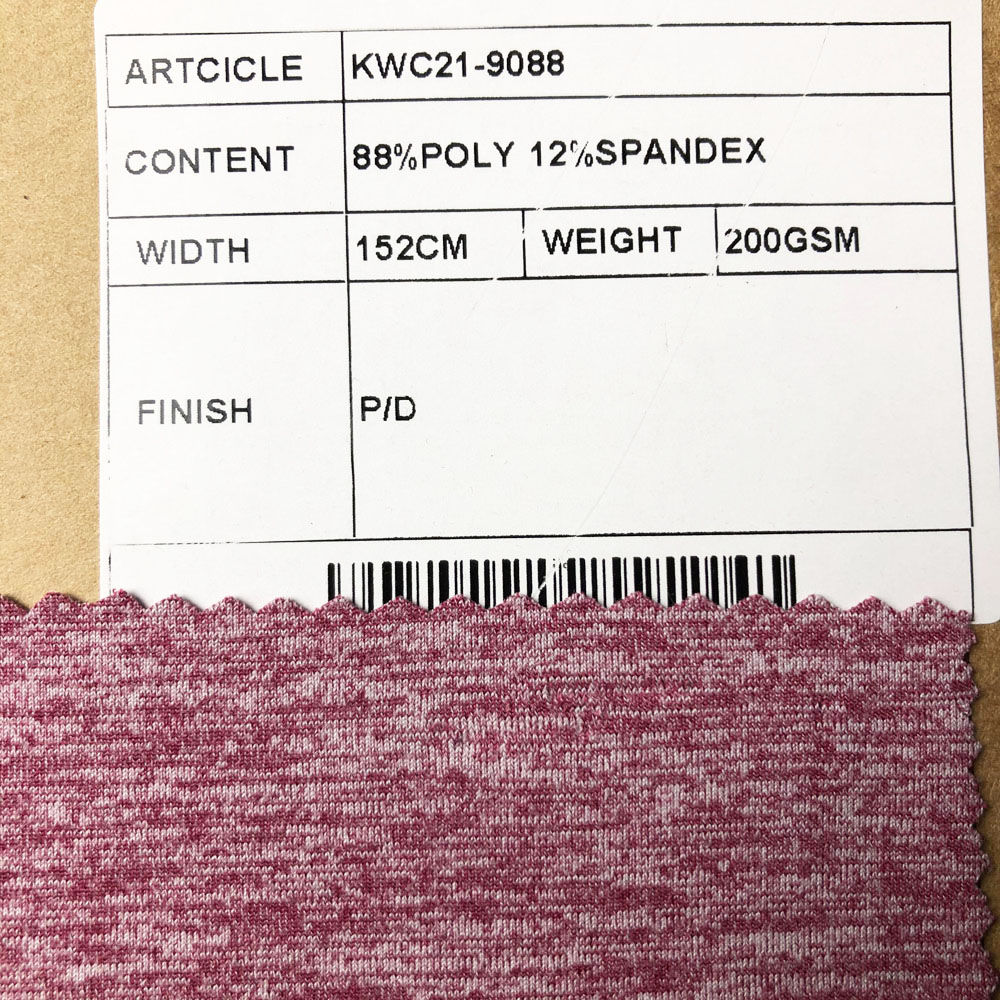 ARTCICLE KWC21-9088
CONTENT 88%POLY 12%SPANDEX
WIDTH 152CM WEIGHT 200GSM
FINISH P/D